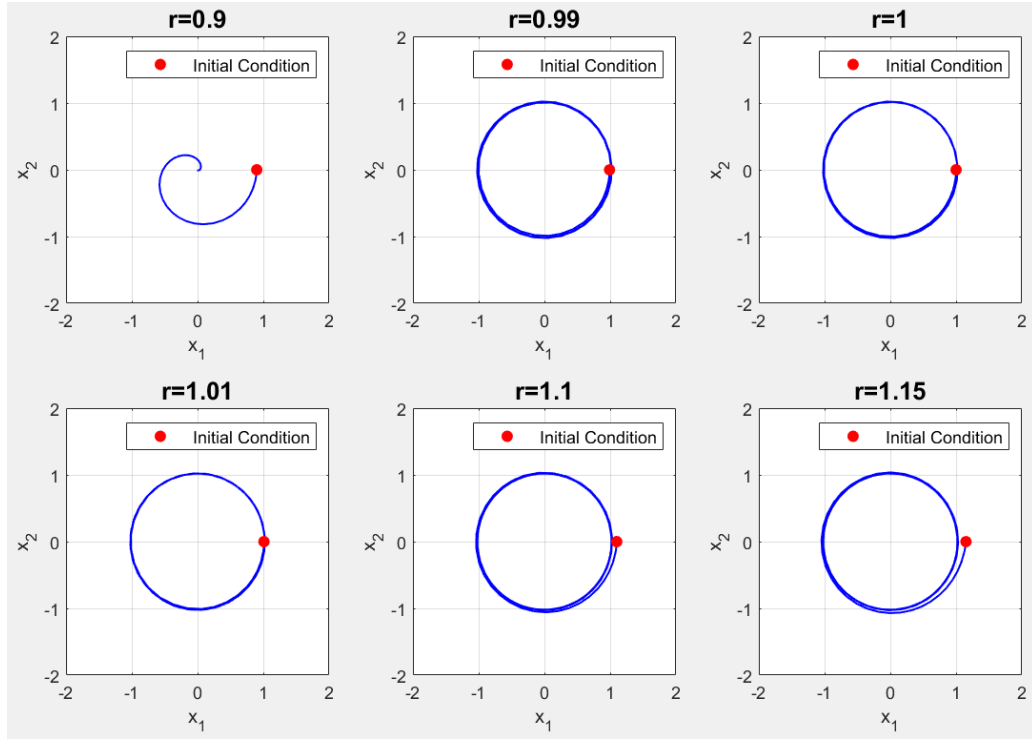 r=0.9
2
Initial Condition
1
x2
0
-1
-2
-2 -1 0 1 2
x1
r=0.99
2
Initial Condition
1
x2
0
-1
-2
-2 -1 0 1 2
x1
r=1
2
Initial Condition
1
x2
0
-1
-2
-2 -1 0 1 2
x1
r=1.01
2
Initial Condition
1
x2
0
-1
-2
-2 -1 0 1 2
x1
r=1.1
2
Initial Condition
1
x2
0
-1
-2
-2 -1 0 1 2
x1
r=1.15
2
Initial Condition
1
x2
0
-1
-2
-2 -1 0 1 2
x1